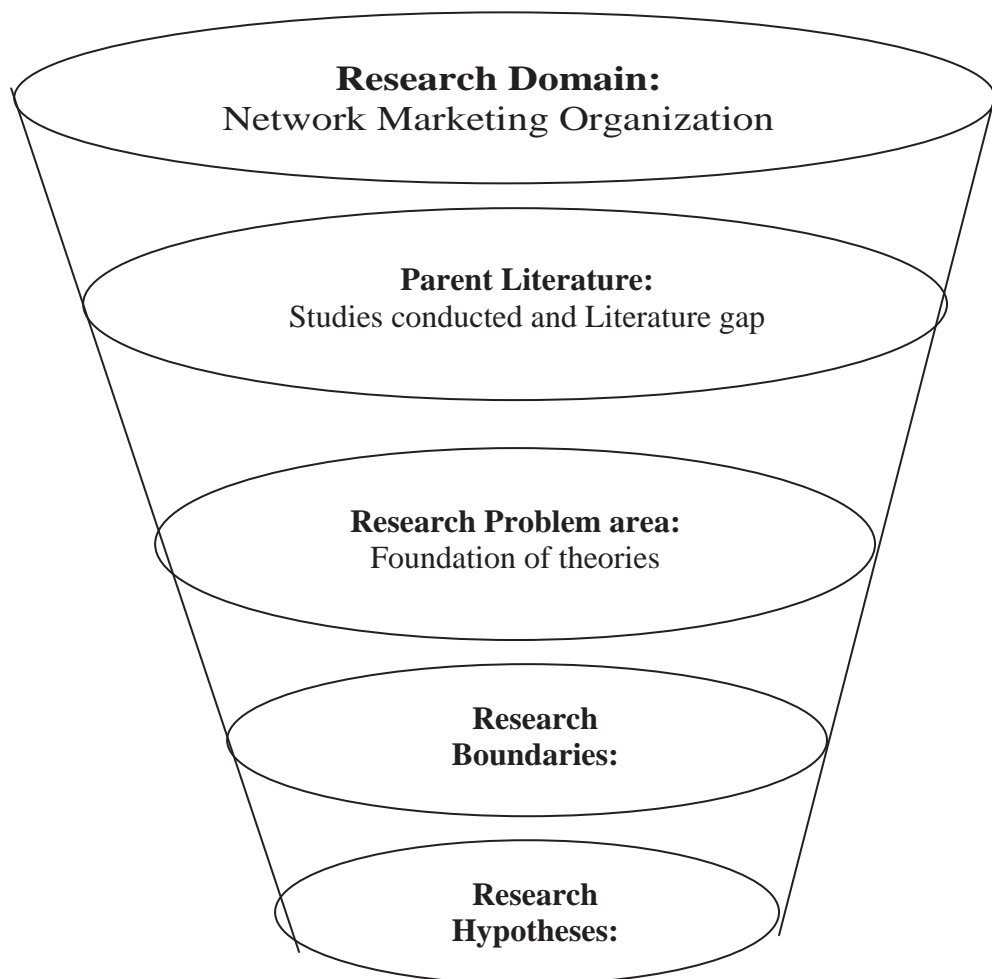 Research Domain:
Network Marketing Organization
Parent Literature:
Studies conducted and Literature gap
Research Problem area:
Foundation of theories
Research
Boundaries:
Research
Hypotheses: